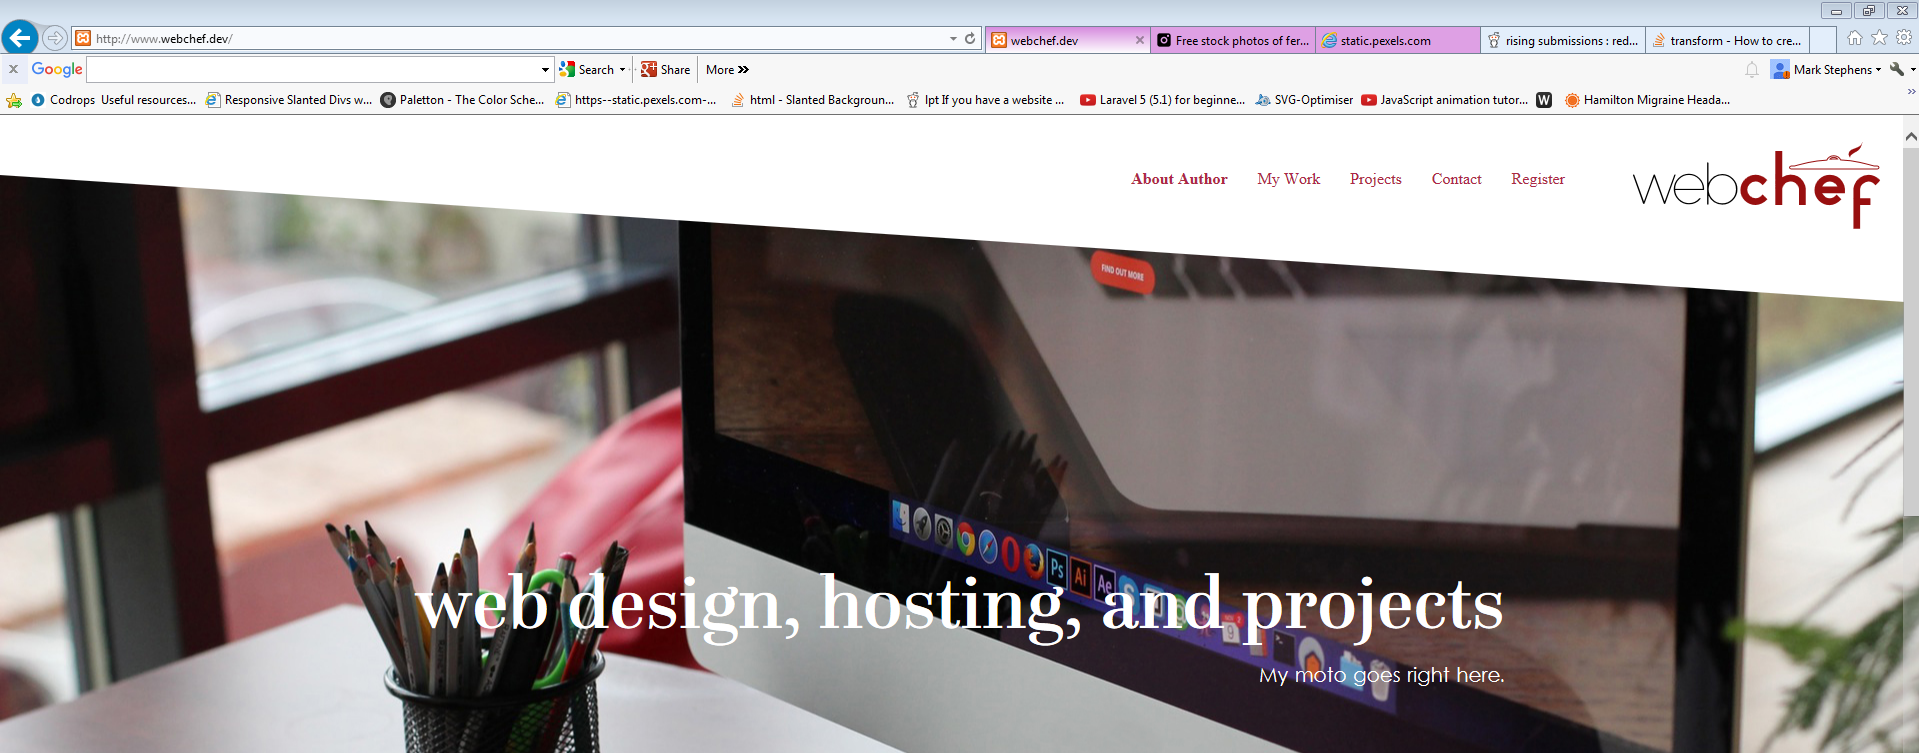 http://www.webchef.dev/
webchef.dev
Free stock photos of fer...
static.pexels.com
rising submissions : red...
transform - How to cre...
x Google
Search
Share
More »
Mark Stephens
Codrops
Useful resources...
Responsive Slanted Divs w...
Paletton - The Color Sche...
https--static.pexels.com-...
html - Slanted Backgroun...
lpt If you have a website ...
Laravel 5 (5.1) for beginne...
SVG-Optimiser
JavaScript animation tutor...
W
Hamilton Migraine Heada...
About Author
My Work
Projects
Contact
Register
webchef
FIND OUT MORE
Ps
Ai
Ae
9
web design, hosting, and projects
My moto goes right here.